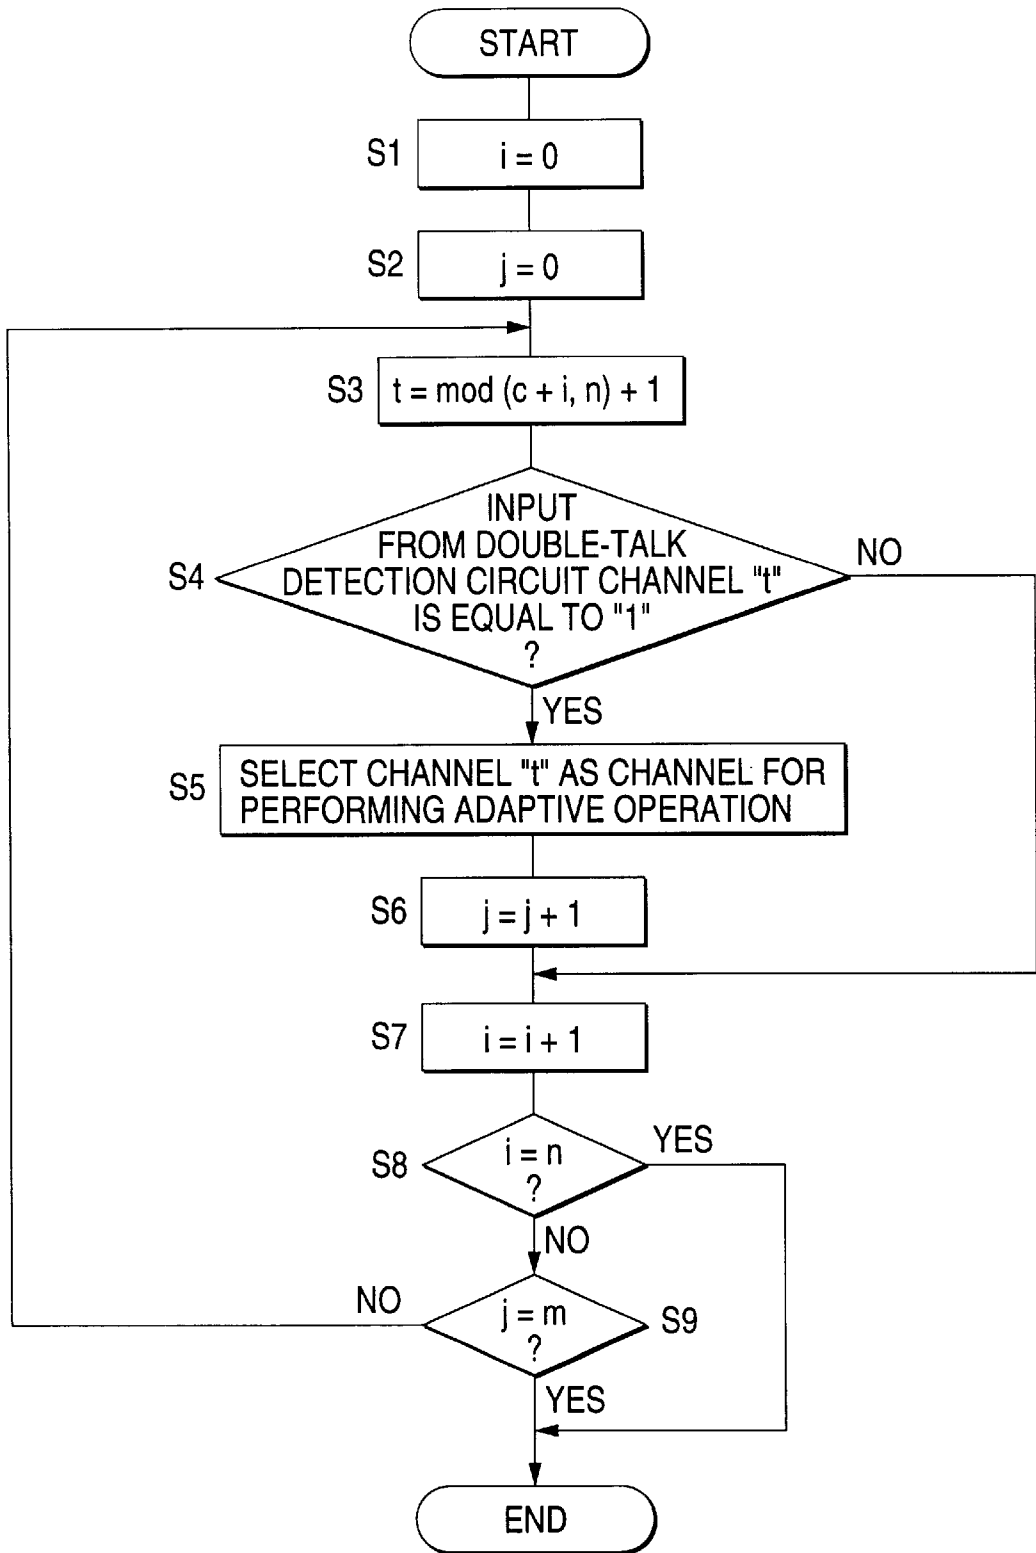 START
S1
i = 0
S2
j = 0
S3
t = mod (c + i, n) + 1
S4
INPUT
FROM DOUBLE-TALK
DETECTION CIRCUIT CHANNEL "t"
IS EQUAL TO "1"
?
NO
YES
S5
SELECT CHANNEL "t" AS CHANNEL FOR
PERFORMING ADAPTIVE OPERATION
S6
j = j + 1
S7
i = i + 1
S8
i = n
?
YES
NO
NO
j = m
?
S9
YES
END